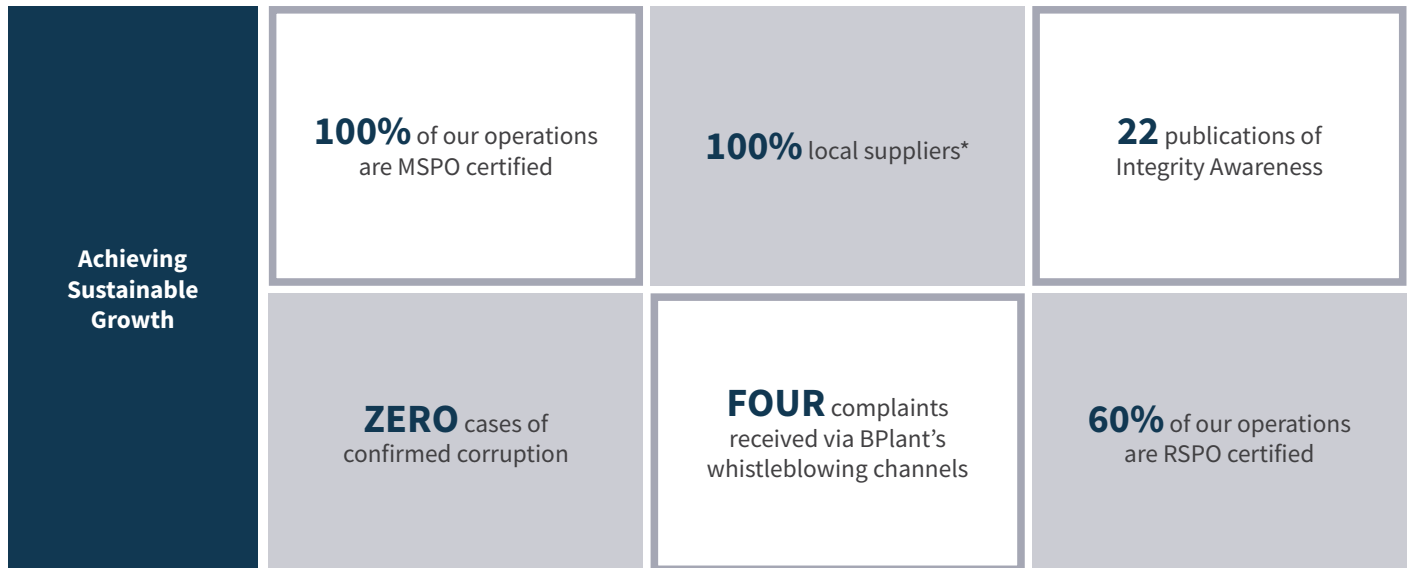 Achieving
Sustainable
Growth
100% of our operations
are MSPO certified
100% local suppliers*
22 publications of
Integrity Awareness
ZERO cases of
confirmed corruption
FOUR complaints
received via BPlant’s
whistleblowing channels
60% of our operations
are RSPO certified